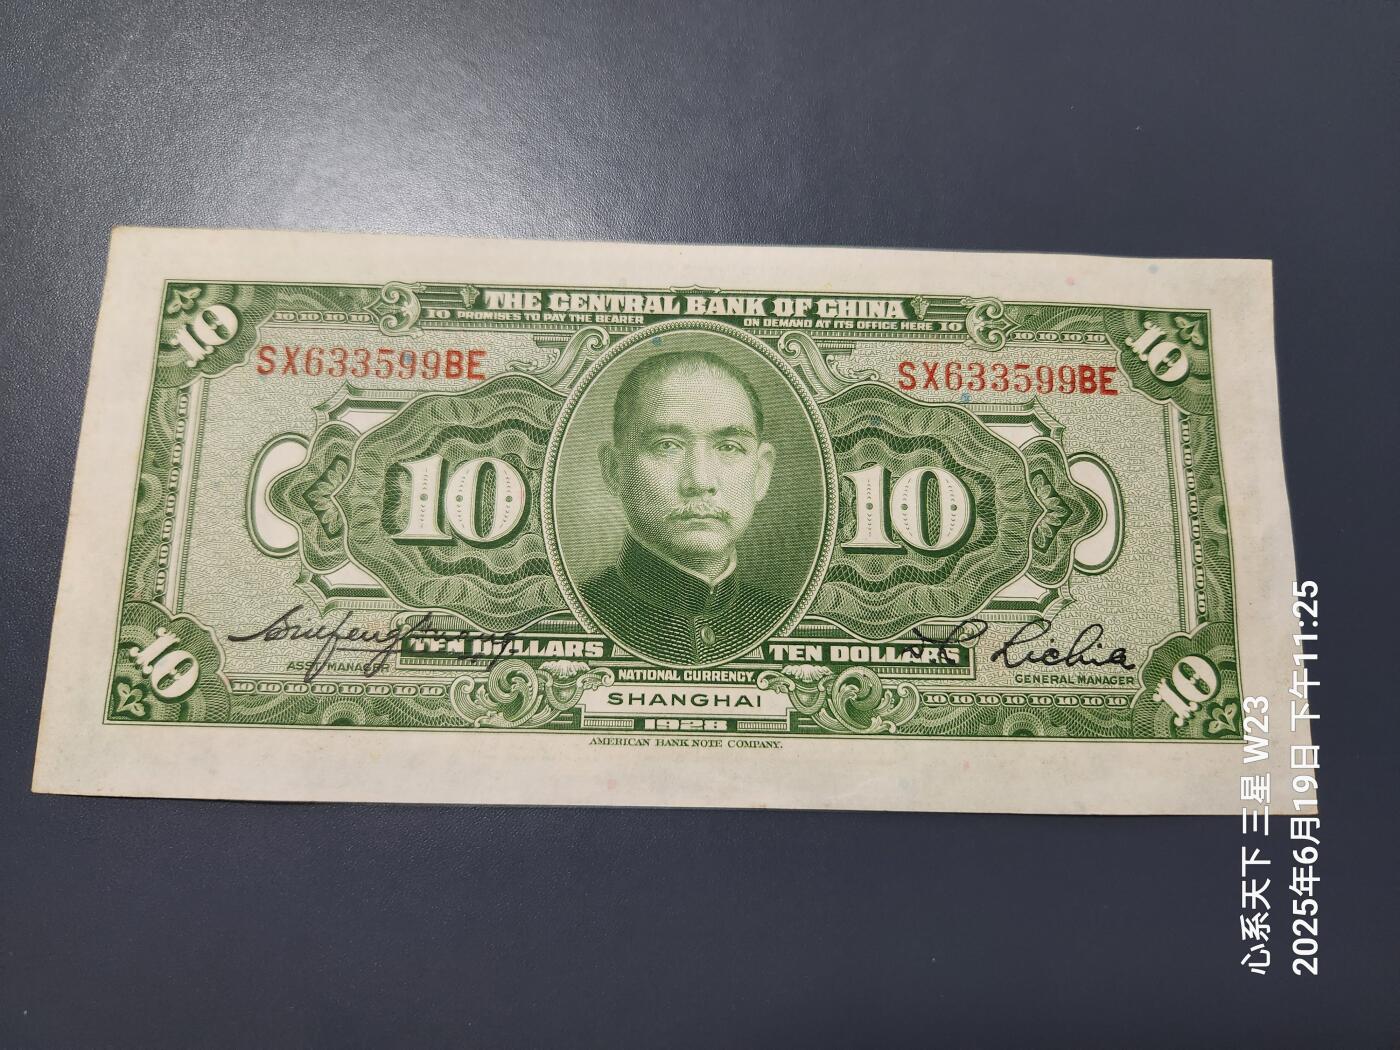 THE CENTRAL BANK OF CHINA
10 PROMISES TO PAY THE BEARER ON DEMAND AT ITS OFFICE HERE 10
10 10
SX633599BE SX633599BE
10 10
TEN DOLLARS TEN DOLLARS
ASST MANAGER
GENERAL MANAGER
NATIONAL CURRENCY.
SHANGHAI
10 10
1928
AMERICAN BANK NOTE COMPANY.
心系天下 三星 W23
2025年6月19日 下午11:25